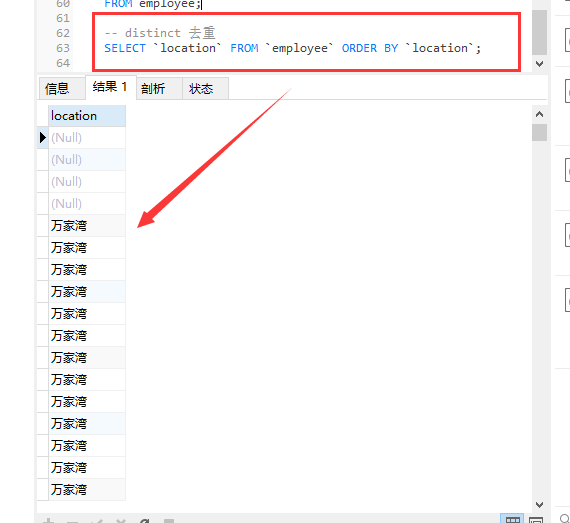 60 FROM employee;
61
62 -- distinct 去重
63 SELECT `location` FROM `employee` ORDER BY `location`;
64
信息 结果 1 剖析 状态
location
(Null)
(Null)
(Null)
(Null)
万家湾
万家湾
万家湾
万家湾
万家湾
万家湾
万家湾
万家湾
万家湾
万家湾
万家湾
万家湾
万家湾